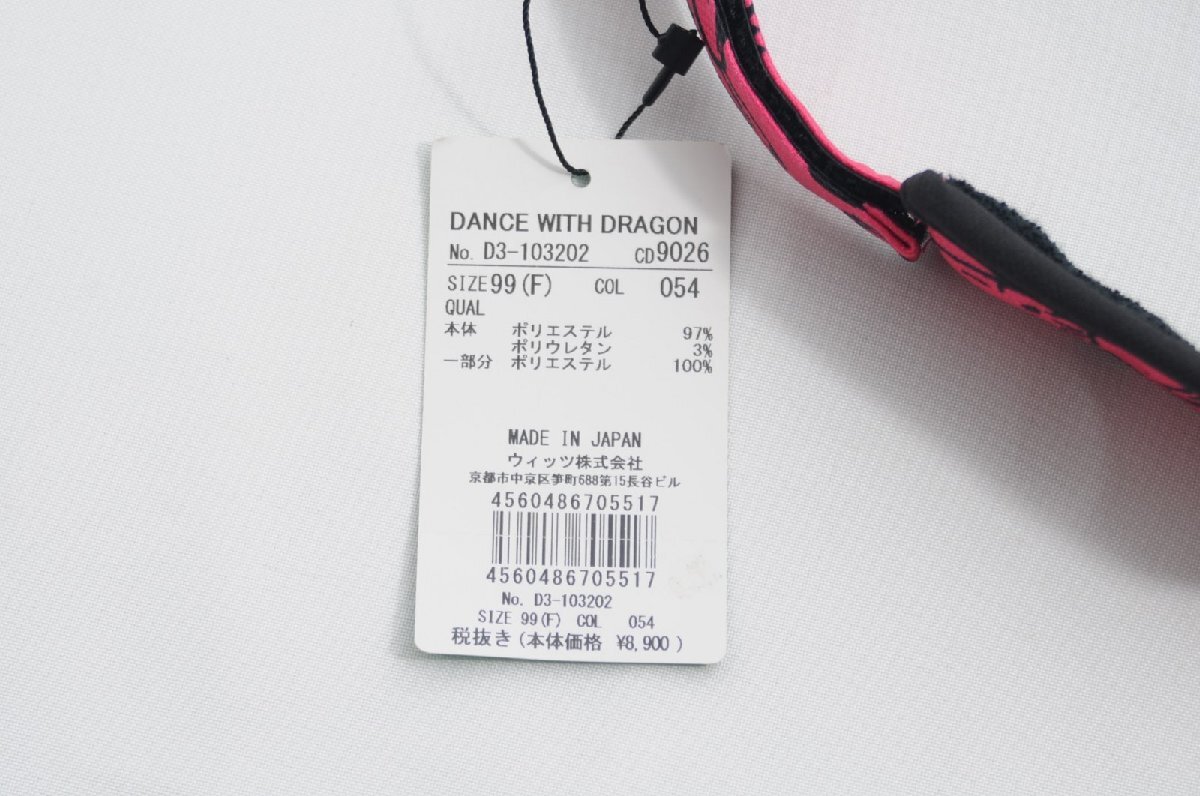 DANCE WITH DRAGON
No. D3-103202 CD9026
SIZE99(F) COL 054
QUAL
本体 ポリエステル 97%
ポリウレタン 3%
一部分 ポリエステル 100%
MADE IN JAPAN
ウィッツ株式会社
京都市中京区笋町688第15長谷ビル
4560486705517
4560486705517
No. D3-103202
SIZE 99(F) COL 054
税抜き(本体価格 ¥8,900 )